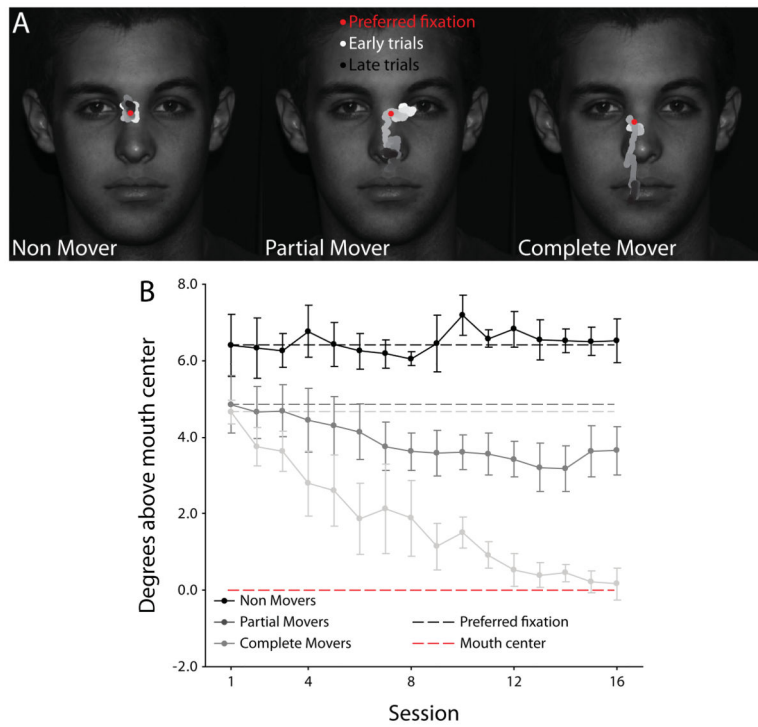 A
Preferred fixation
Early trials
Late trials
Non Mover
Partial Mover
Complete Mover
B
8.0
6.0
4.0
2.0
0.0
-2.0
Degrees above mouth center
Non Movers
Partial Movers
Complete Movers
Preferred fixation
Mouth center
1
4
8
12
16
Session